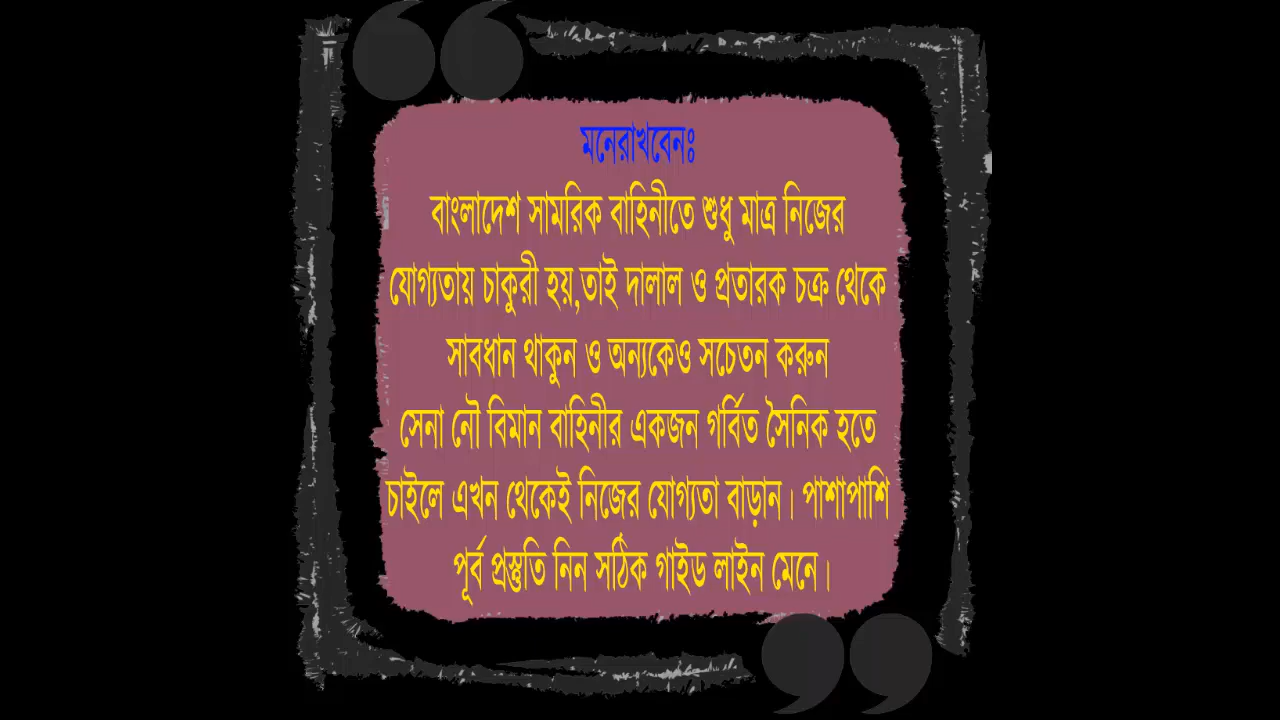 মনেরাখবেনঃ
বাংলাদেশ সামরিক বাহিনীতে শুধু মাত্র নিজের
যোগ্যতায় চাকুরী হয়,তাই দালাল ও প্রতারক চক্র থেকে
সাবধান থাকুন ও অন্যকেও সচেতন করুন
সেনা নৌ বিমান বাহিনীর একজন গর্বিত সৈনিক হতে
চাইলে এখন থেকেই নিজের যোগ্যতা বাড়ান। পাশাপাশি
পূর্ব প্রস্তুতি নিন সঠিক গাইড লাইন মেনে।